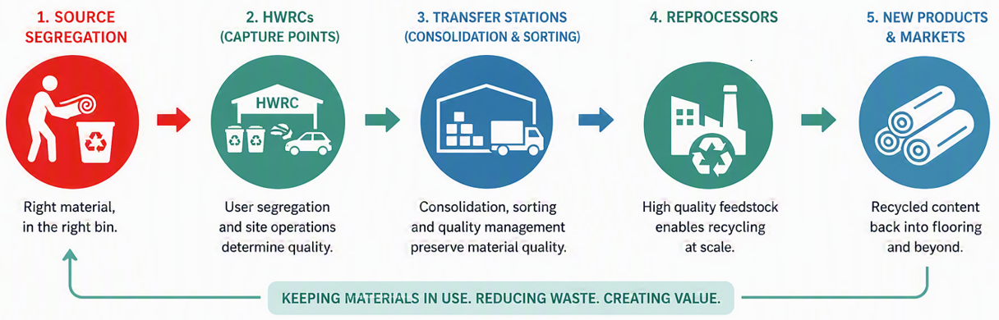 1. SOURCE
SEGREGATION
2. HWRCs
(CAPTURE POINTS)
3. TRANSFER STATIONS
(CONSOLIDATION & SORTING)
4. REPROCESSORS
5. NEW PRODUCTS
& MARKETS
HWRC
Right material,
in the right bin.
User segregation
and site operations
determine quality.
Consolidation, sorting
and quality management
preserve material quality.
High quality feedstock
enables recycling
at scale.
Recycled content
back into flooring
and beyond.
KEEPING MATERIALS IN USE. REDUCING WASTE. CREATING VALUE.